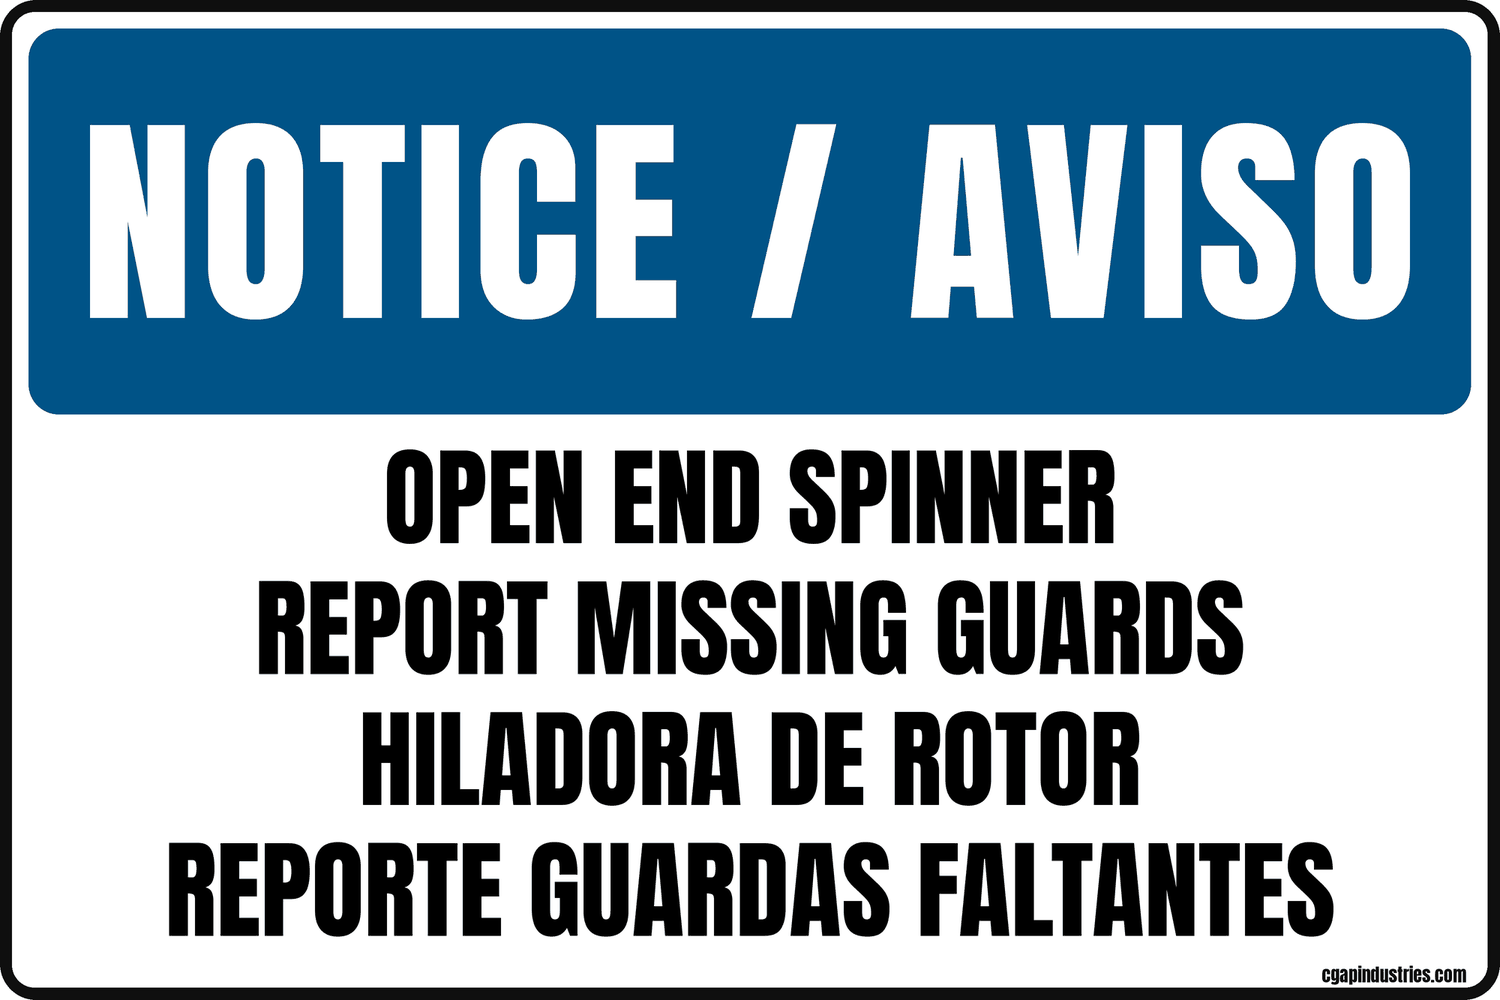 NOTICE / AVISO
OPEN END SPINNER
REPORT MISSING GUARDS
HILADORA DE ROTOR
REPORTE GUARDAS FALTANTES
cgapindustries.com